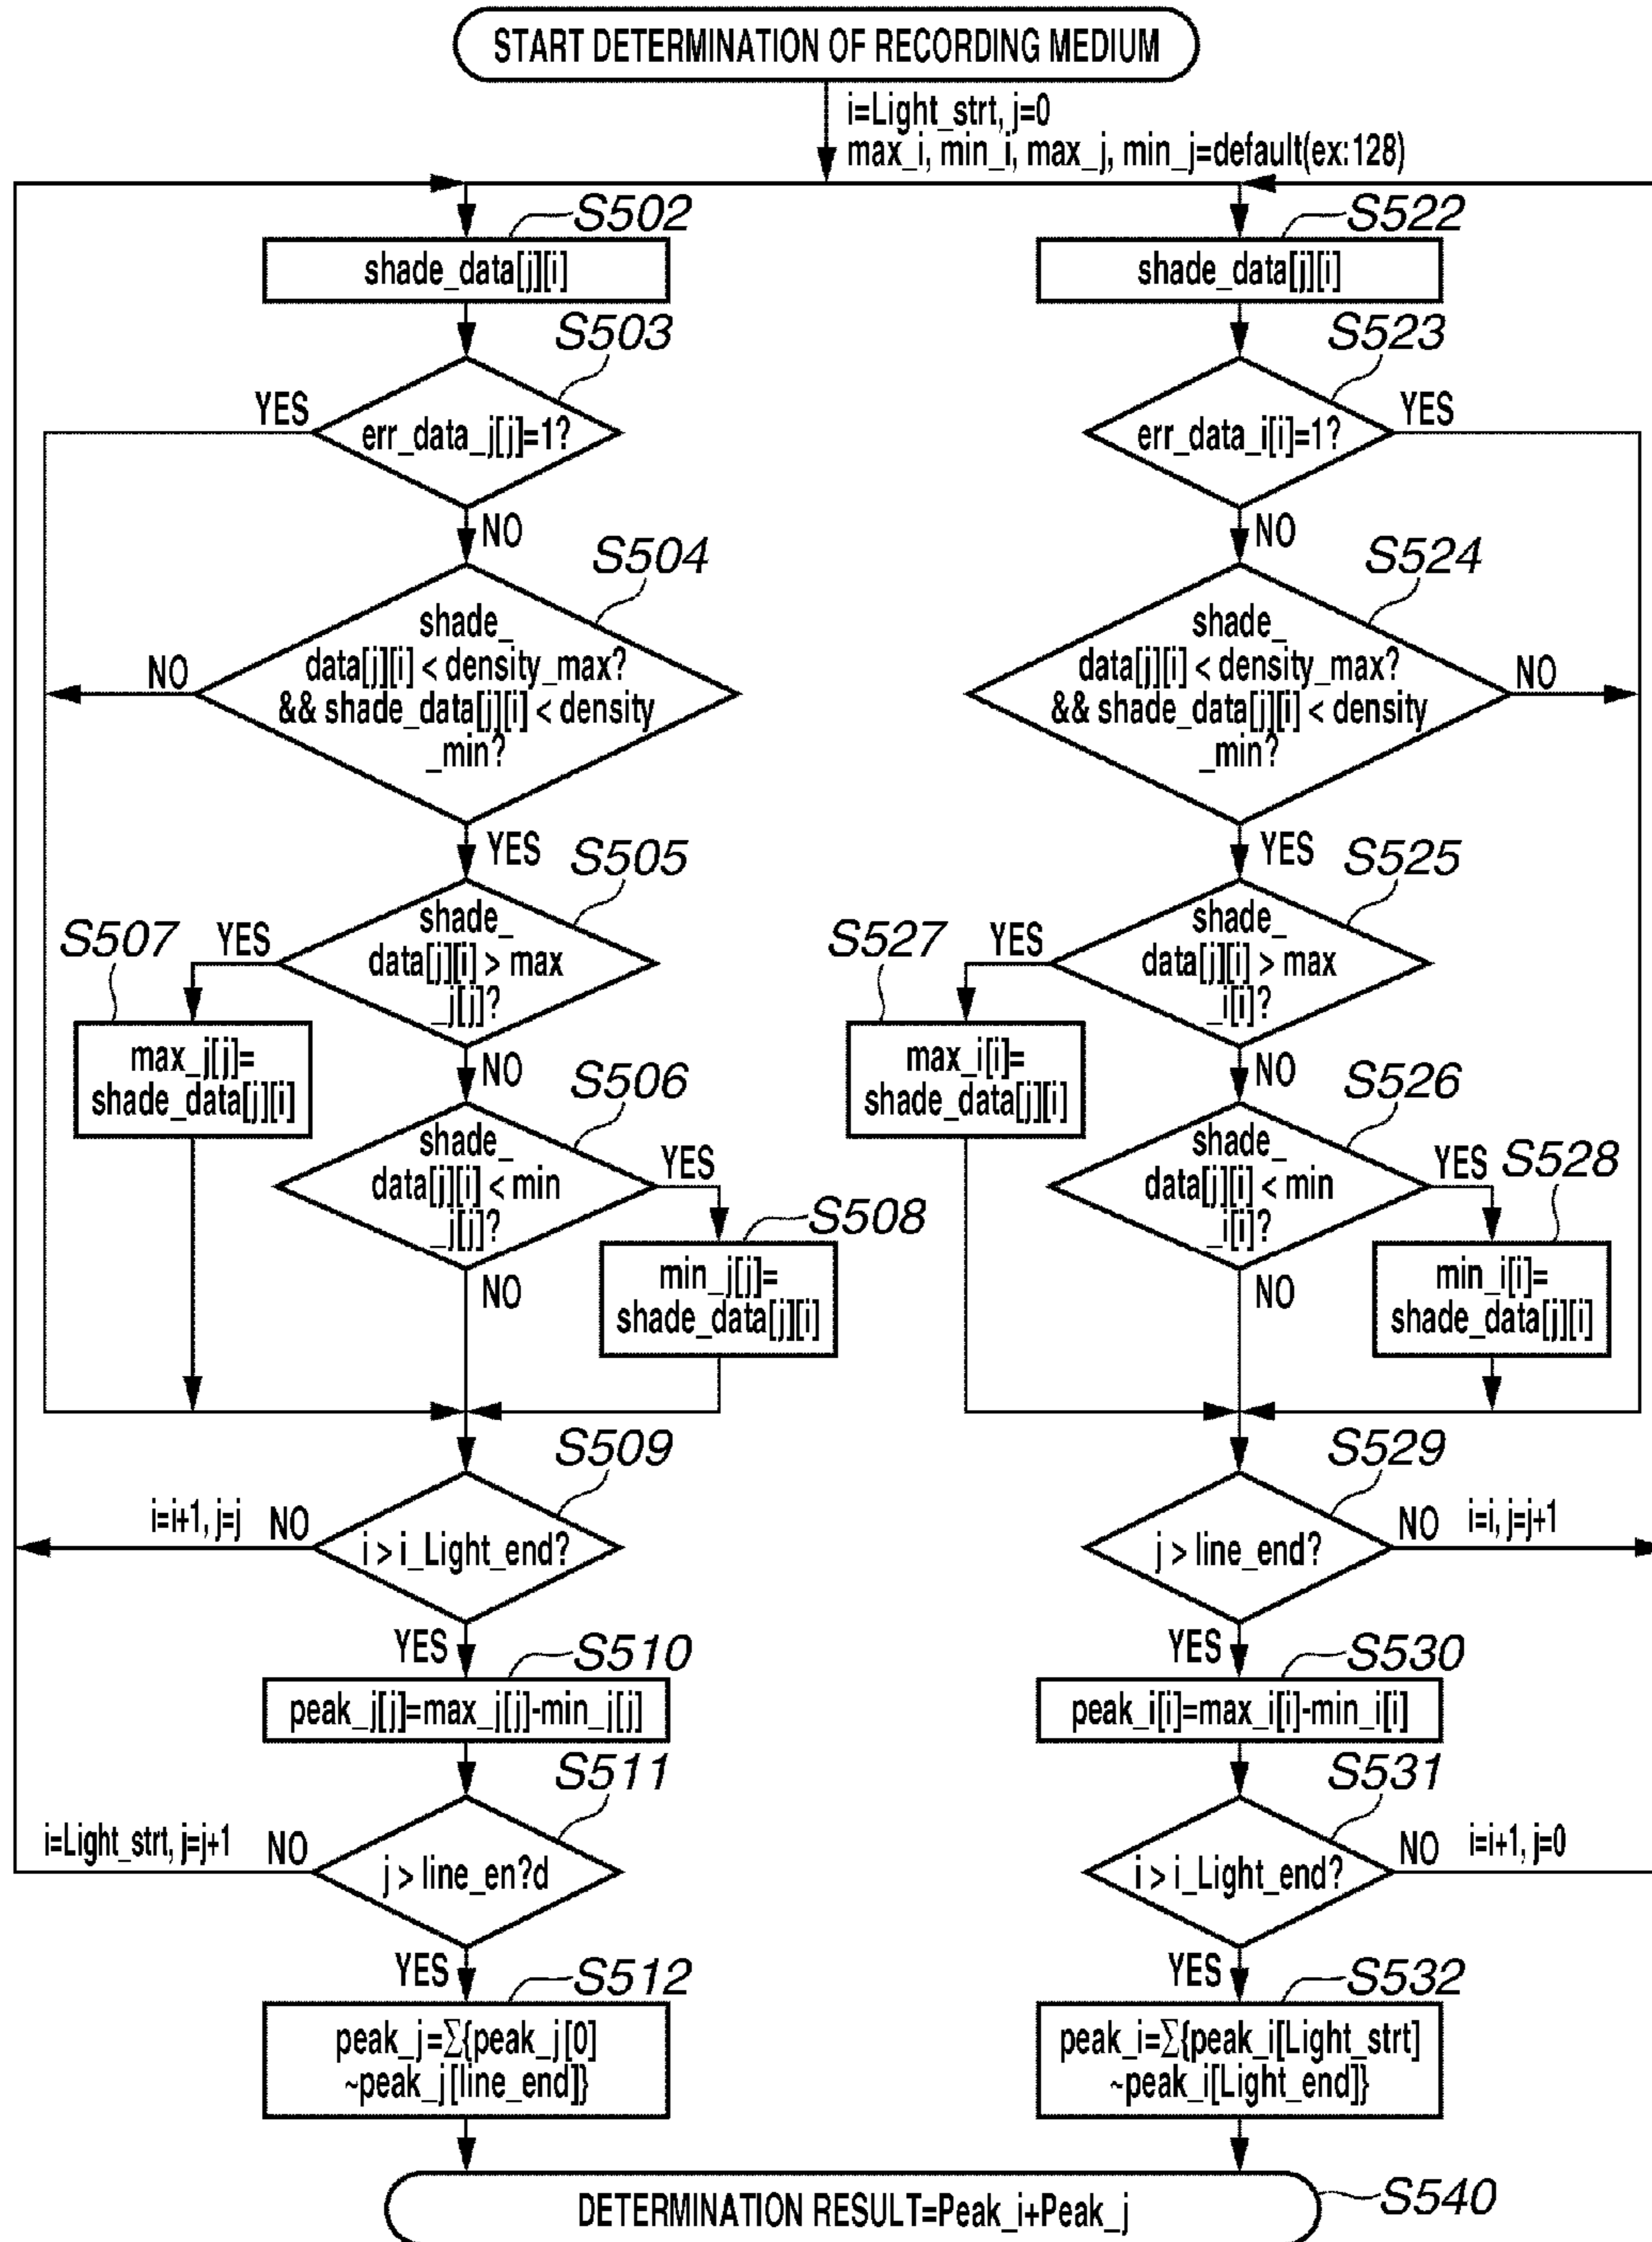 START DETERMINATION OF RECORDING MEDIUM
i=Light_strt, j=0
max_i, min_i, max_j, min_j=default(ex:128)
S502
shade_data[j][i]
S503
YES
err_data_j[j]=1?
NO
S504
shade_
data[j][i] < density_max?
&& shade_data[j][i] < density
_min?
NO
YES
S505
shade_
data[j][i] > max
_j[j]?
YES
S507
max_j[j]=
shade_data[j][i]
NO
S506
shade_
data[j][i] < min
_j[j]?
YES
S508
min_j[j]=
shade_data[j][i]
NO
S509
i > i_Light_end?
i=i+1, j=j NO
YES
S510
peak_j[j]=max_j[j]-min_j[j]
S511
i=Light_strt, j=j+1 NO
j > line_en?d
YES
S512
peak_j=∑{peak_j[0]
~peak_j[line_end]}
S522
shade_data[j][i]
S523
err_data_i[i]=1?
YES
NO
S524
shade_
data[j][i] < density_max?
&& shade_data[j][i] < density
_min?
NO
YES
S525
shade_
data[j][i] > max
_i[i]?
YES
S527
max_i[i]=
shade_data[j][i]
NO
S526
shade_
data[j][i] < min
_i[i]?
YES
S528
min_i[i]=
shade_data[j][i]
NO
S529
j > line_end?
NO i=i, j=j+1
YES
S530
peak_i[i]=max_i[i]-min_i[i]
S531
i > i_Light_end?
NO i=i+1, j=0
YES
S532
peak_i=∑{peak_i[Light_strt]
~peak_i[Light_end]}
DETERMINATION RESULT=Peak_i+Peak_j
S540